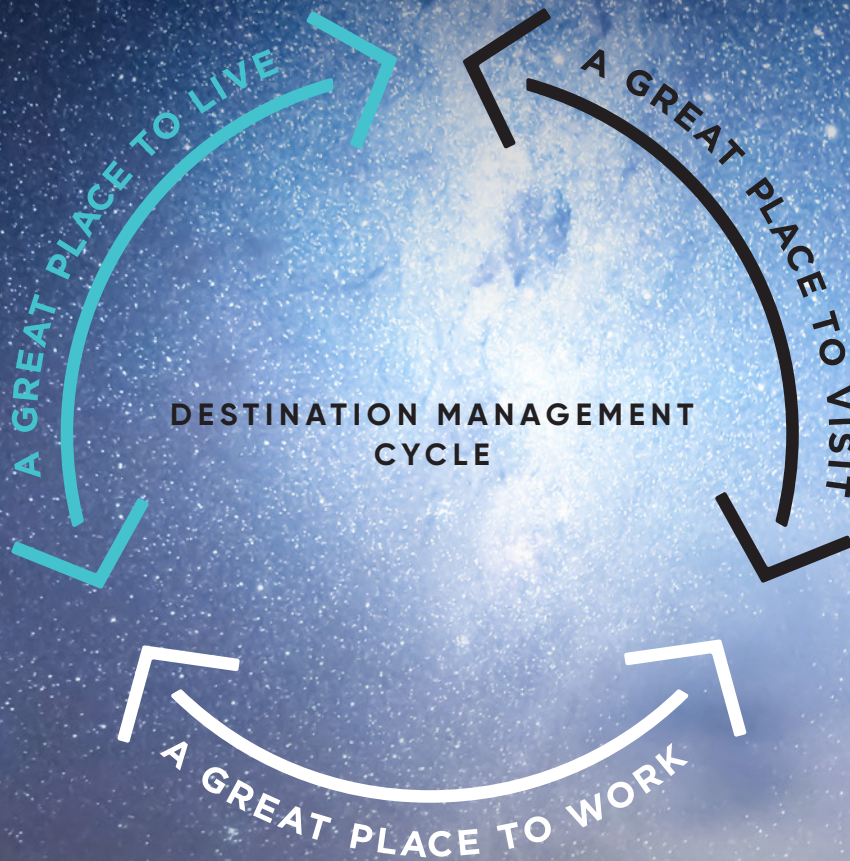 A GREAT PLACE TO LIVE
A GREAT PLACE TO VISIT
DESTINATION MANAGEMENT
CYCLE
A GREAT PLACE TO WORK